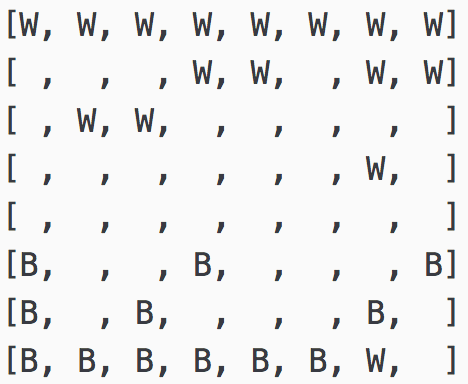 [W, W, W, W, W, W, W, W]
[ ,  ,  , W, W,  , W, W]
[ , W, W,  ,  ,  ,  ,  ]
[ ,  ,  ,  ,  ,  , W,  ]
[ ,  ,  ,  ,  ,  ,  ,  ]
[B,  ,  , B,  ,  ,  , B]
[B,  , B,  ,  ,  , B,  ]
[B, B, B, B, B, B, W,  ]